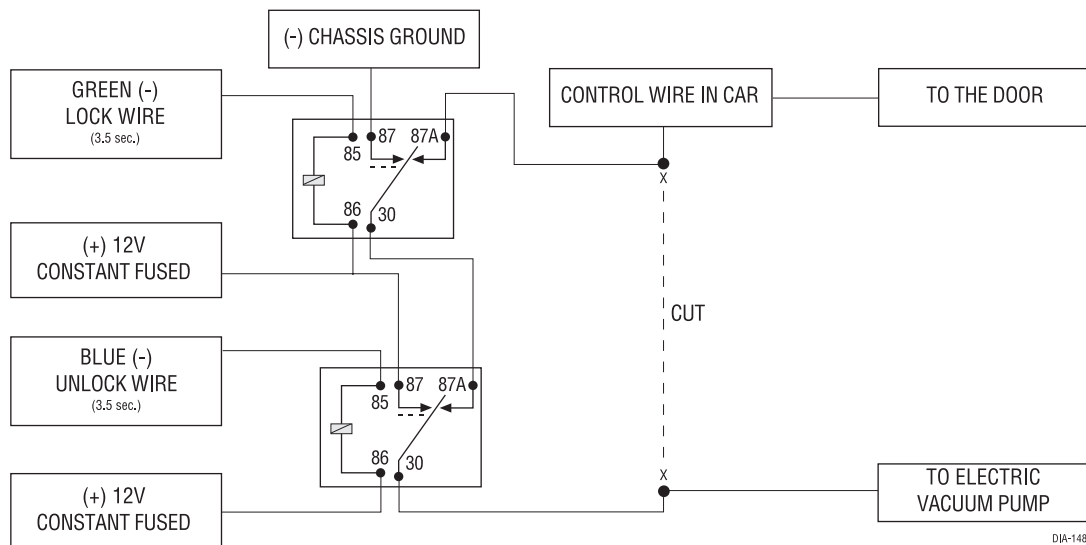 (-) CHASSIS GROUND
GREEN (-)
LOCK WIRE
(3.5 sec.)
CONTROL WIRE IN CAR
TO THE DOOR
87
87A
85
86
30
X
(+) 12V
CONSTANT FUSED
CUT
BLUE (-)
UNLOCK WIRE
(3.5 sec.)
87
87A
85
86
30
X
(+) 12V
CONSTANT FUSED
TO ELECTRIC
VACUUM PUMP
DIA-148